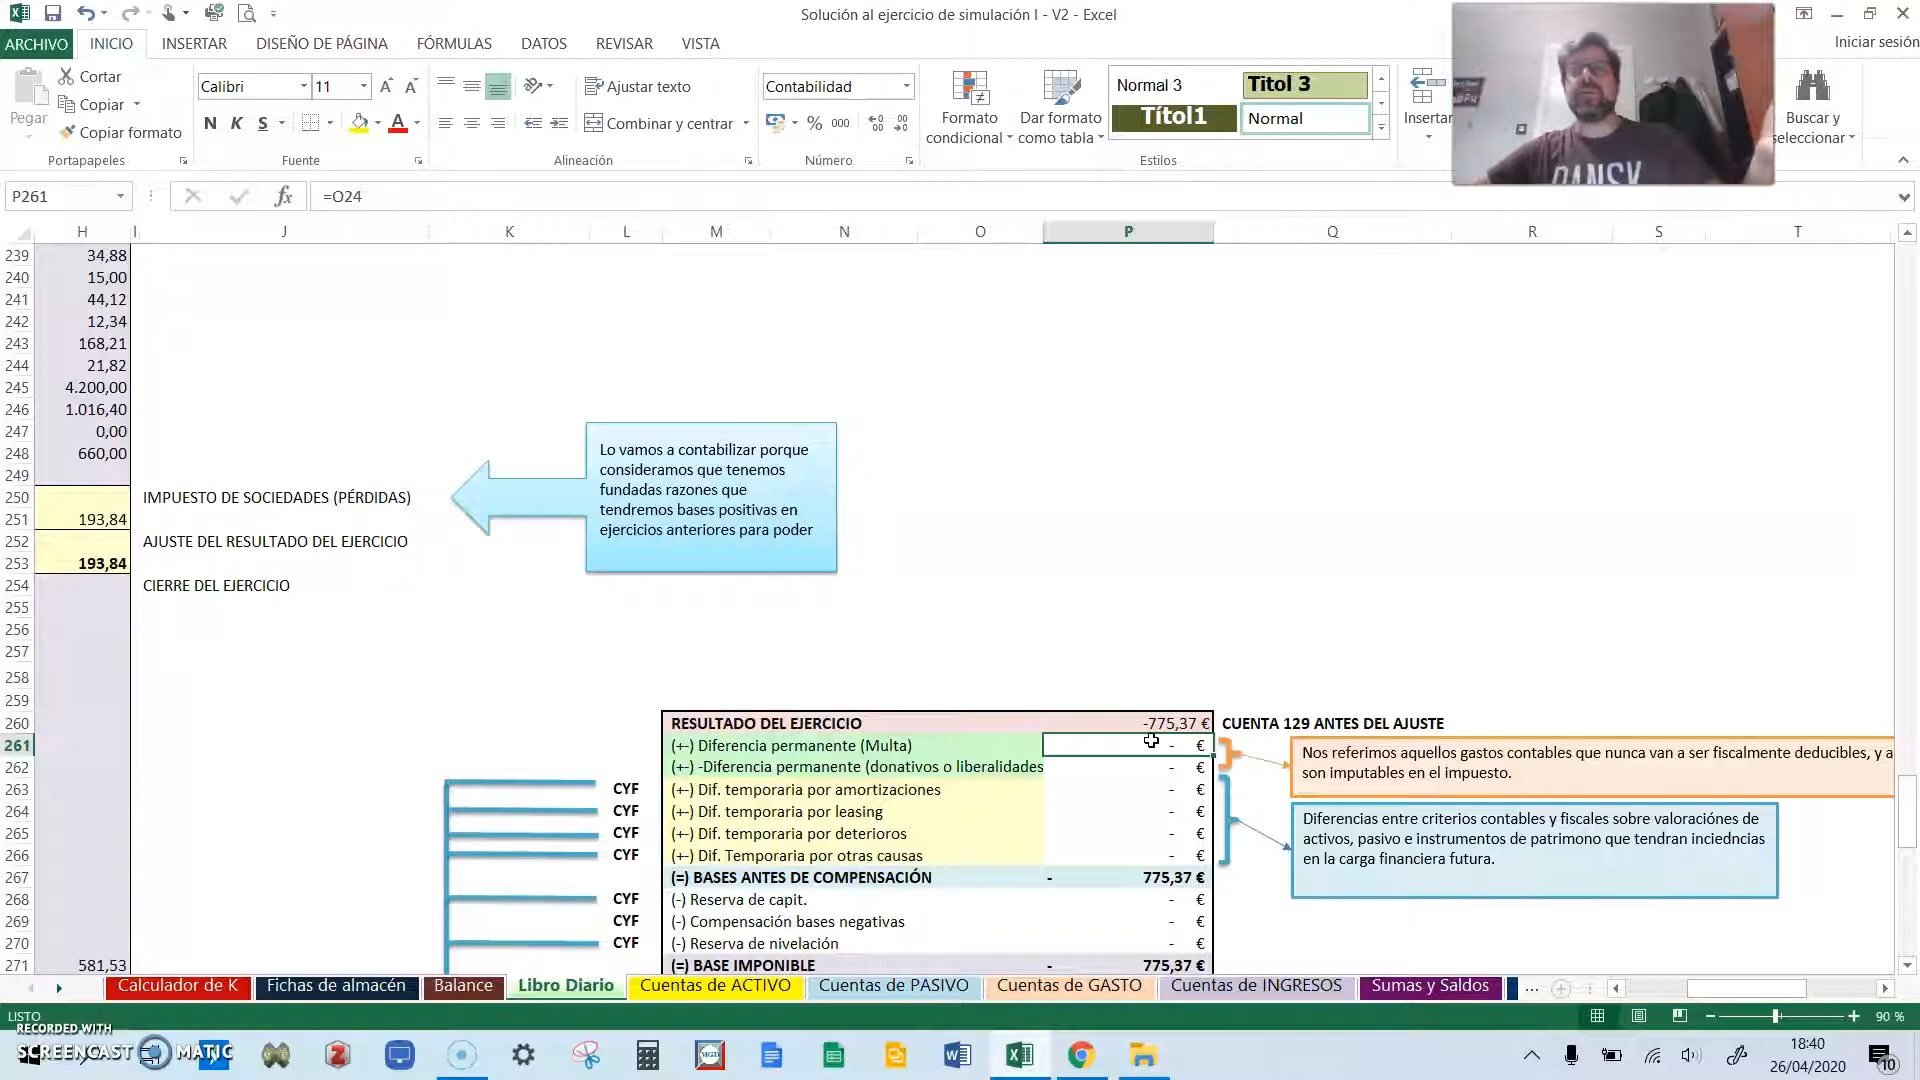 Solución al ejercicio de simulación I - V2 - Excel
Iniciar sesión
ARCHIVO INICIO INSERTAR DISEÑO DE PÁGINA FÓRMULAS DATOS REVISAR VISTA
Pegar
Cortar
Copiar
Copiar formato
Portapapeles
Calibri 11
N K S
Fuente
Ajustar texto
Combinar y centrar
Alineación
Contabilidad
% 000
Número
Formato condicional
Dar formato como tabla
Normal 3 Títol 3
Títol1 Normal
Estilos
Insertar
Buscar y seleccionar
DANSK
P261 fx =O24
H I J K L M N O P Q R S T
239 34,88
240 15,00
241 44,12
242 12,34
243 168,21
244 21,82
245 4.200,00
246 1.016,40
247 0,00
248 660,00
249
250 IMPUESTO DE SOCIEDADES (PÉRDIDAS)
251 193,84
252 AJUSTE DEL RESULTADO DEL EJERCICIO
253 193,84
254 CIERRE DEL EJERCICIO
255
256
257
258
259
Lo vamos a contabilizar porque
consideramos que tenemos
fundadas razones que
tendremos bases positivas en
ejercicios anteriores para poder
260 RESULTADO DEL EJERCICIO -775,37 € CUENTA 129 ANTES DEL AJUSTE
261 (+-) Diferencia permanente (Multa) - €
262 (+-) -Diferencia permanente (donativos o liberalidades - €
263 CYF (+-) Dif. temporaria por amortizaciones - €
264 CYF (+-) Dif. temporaria por leasing - €
265 CYF (+-) Dif. temporaria por deterioros - €
266 CYF (+-) Dif. Temporaria por otras causas - €
267 (=) BASES ANTES DE COMPENSACIÓN - 775,37 €
268 CYF (-) Reserva de capit. - €
269 CYF (-) Compensación bases negativas - €
270 CYF (-) Reserva de nivelación - €
271 581,53 (=) BASE IMPONIBLE - 775,37 €
Nos referimos aquellos gastos contables que nunca van a ser fiscalmente deducibles, y a
son imputables en el impuesto.
Diferencias entre criterios contables y fiscales sobre valoraciónes de
activos, pasivo e instrumentos de patrimono que tendran inciedncias
en la carga financiera futura.
Calculador de K Fichas de almacén Balance Libro Diario Cuentas de ACTIVO Cuentas de PASIVO Cuentas de GASTO Cuentas de INGRESOS Sumas y Saldos ...
LISTO
90 %
RECORDED WITH
SCREENCAST MATIC
18:40
26/04/2020
10